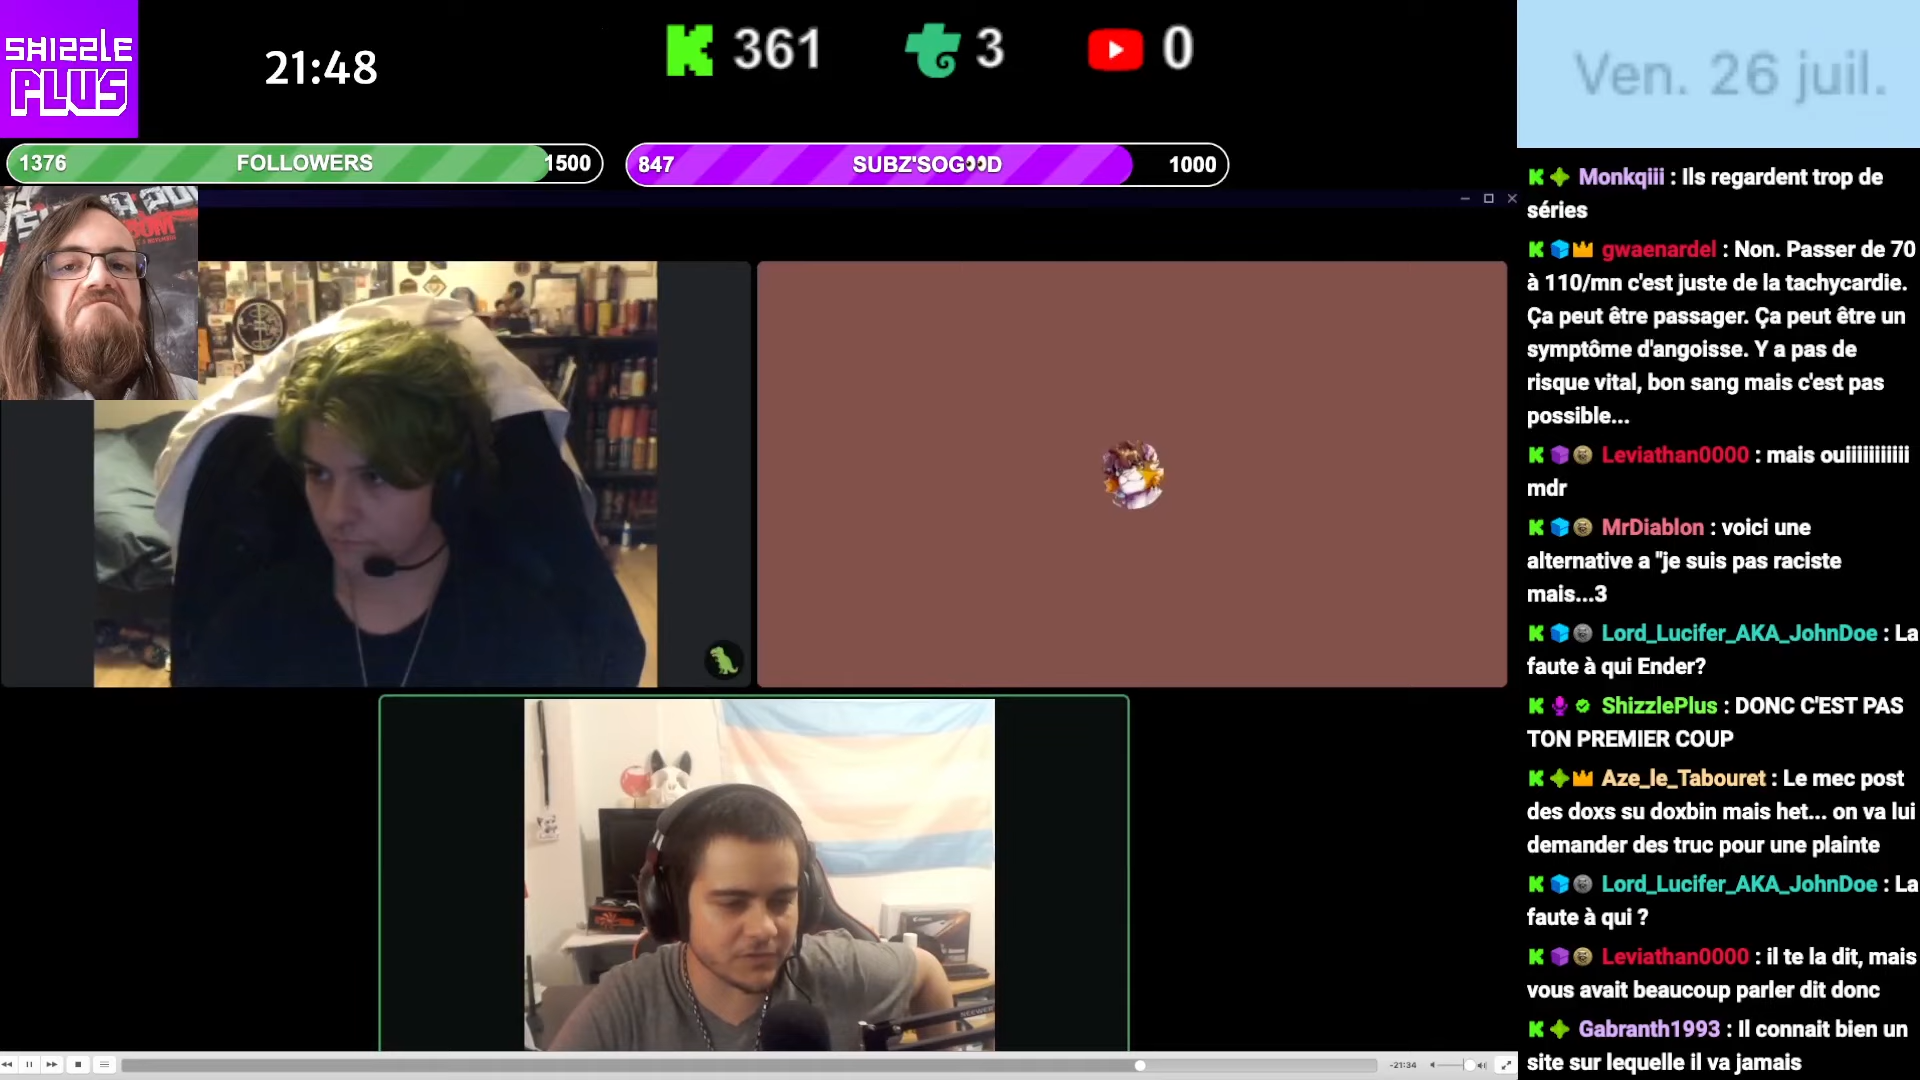 SHIZZLE
PLUS
21:48
361
3
0
Ven. 26 juil.
1376 FOLLOWERS 1500
847 SUBZ'SOG👀D 1000
Monkqiii : Ils regardent trop de
séries
gwaenardel : Non. Passer de 70
à 110/mn c'est juste de la tachycardie.
Ça peut être passager. Ça peut être un
symptôme d'angoisse. Y a pas de
risque vital, bon sang mais c'est pas
possible...
Leviathan0000 : mais ouiiiiiiiiiii
mdr
MrDiablon : voici une
alternative a "je suis pas raciste
mais...3
Lord_Lucifer_AKA_JohnDoe : La
faute à qui Ender?
ShizzlePlus : DONC C'EST PAS
TON PREMIER COUP
Aze_le_Tabouret : Le mec post
des doxs su doxbin mais het... on va lui
demander des truc pour une plainte
Lord_Lucifer_AKA_JohnDoe : La
faute à qui ?
Leviathan0000 : il te la dit, mais
vous avait beaucoup parler dit donc
Gabranth1993 : Il connait bien un
site sur lequelle il va jamais
-21:34